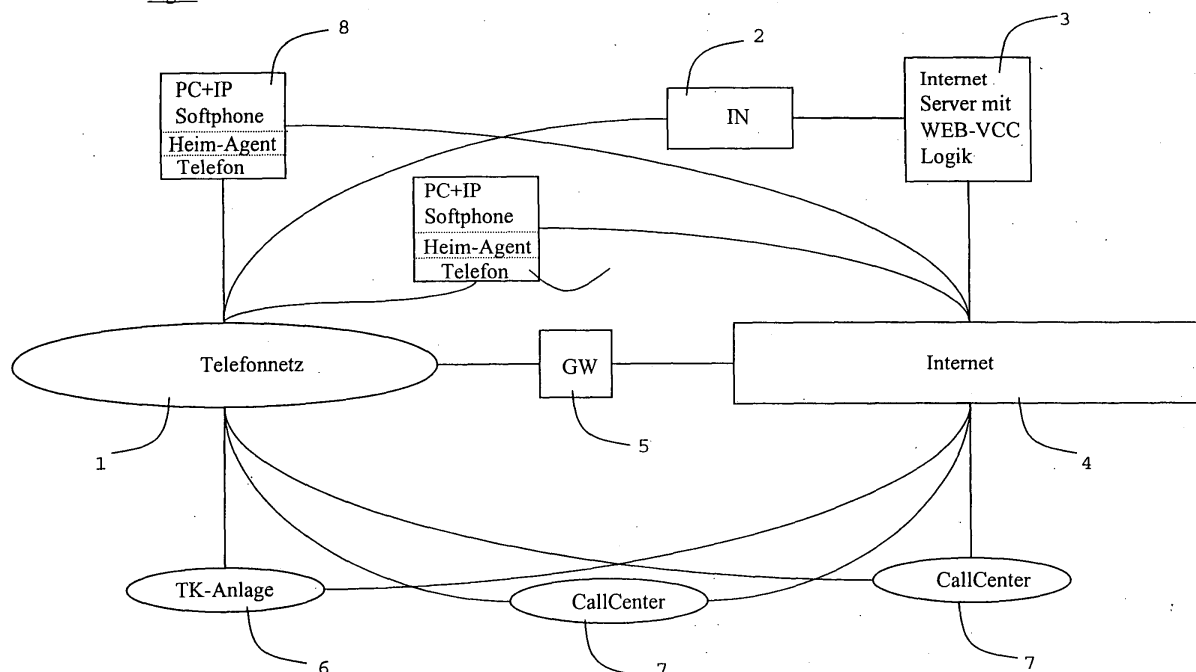 8
2
3
PC+IP
Softphone
Heim-Agent
Telefon
IN
Internet
Server mit
WEB-VCC
Logik
PC+IP
Softphone
Heim-Agent
Telefon
Telefonnetz
GW
Internet
1
5
4
TK-Anlage
CallCenter
CallCenter
6
7
7